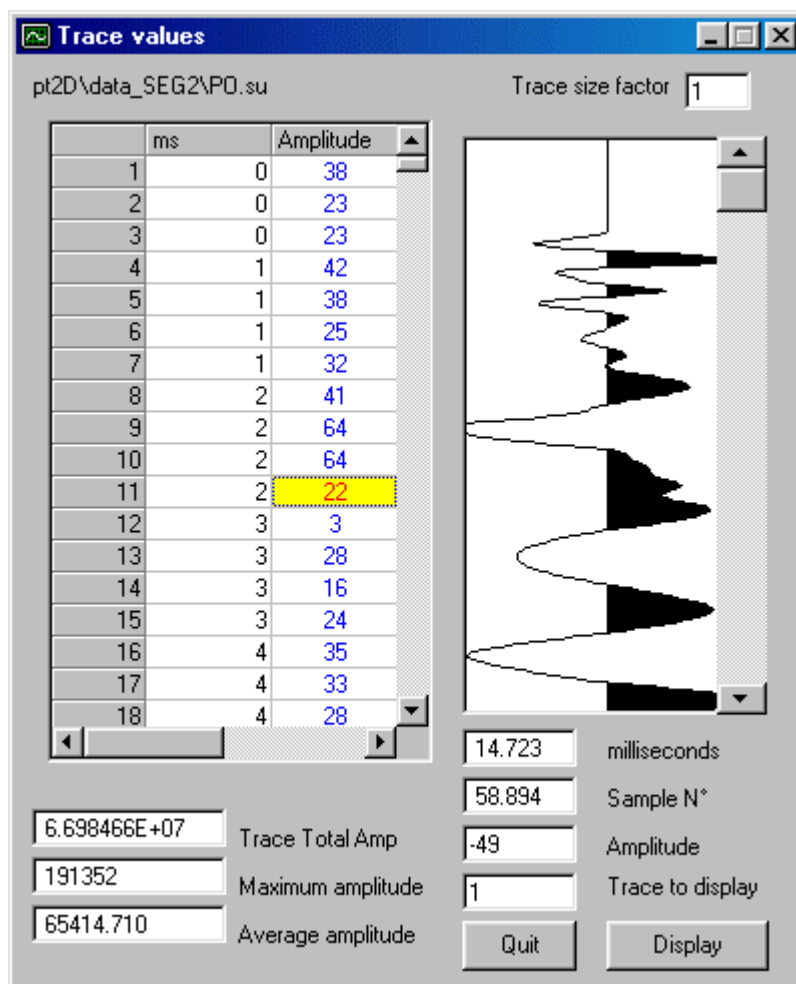 Trace values
pt2D\data_SEG2\PO.su
Trace size factor 1
ms Amplitude
1 0 38
2 0 23
3 0 23
4 1 42
5 1 38
6 1 25
7 1 32
8 2 41
9 2 64
10 2 64
11 2 22
12 3 3
13 3 28
14 3 16
15 3 24
16 4 35
17 4 33
18 4 28
14.723 milliseconds
58.894 Sample N°
-49 Amplitude
1 Trace to display
6.698466E+07 Trace Total Amp
191352 Maximum amplitude
65414.710 Average amplitude
Quit Display